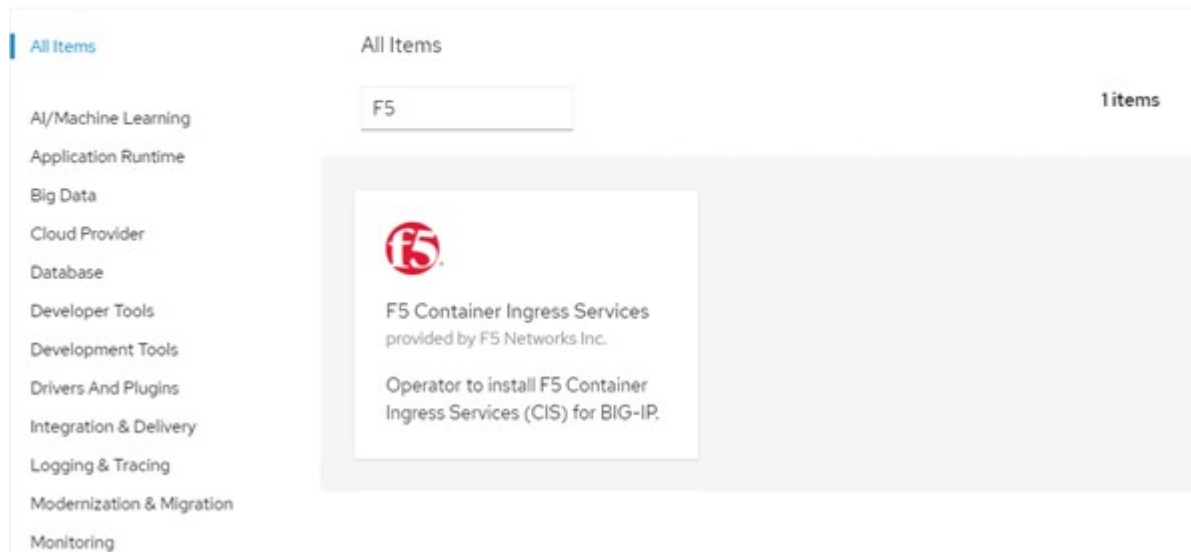 All Items
AI/Machine Learning
Application Runtime
Big Data
Cloud Provider
Database
Developer Tools
Development Tools
Drivers And Plugins
Integration & Delivery
Logging & Tracing
Modernization & Migration
Monitoring
All Items
F5
1 items
f5
F5 Container Ingress Services
provided by F5 Networks Inc.
Operator to install F5 Container
Ingress Services (CIS) for BIG-IP.